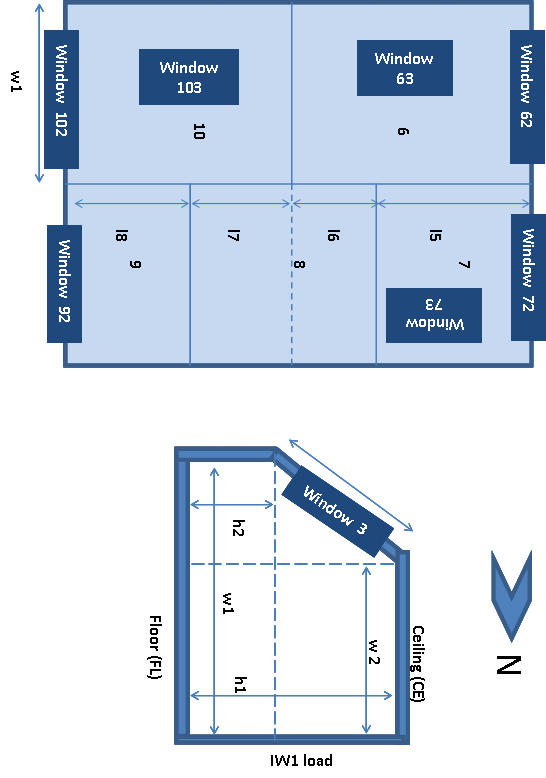 Window 102
w1
Window
103
10
Window
63
6
Window 62
l8
9
l7
l6
8
l5
7
Window 92
Window
73
Window 72
Window 3
h2
w1
h1
w 2
Floor (FL)
Ceiling (CE)
IW1 load
N